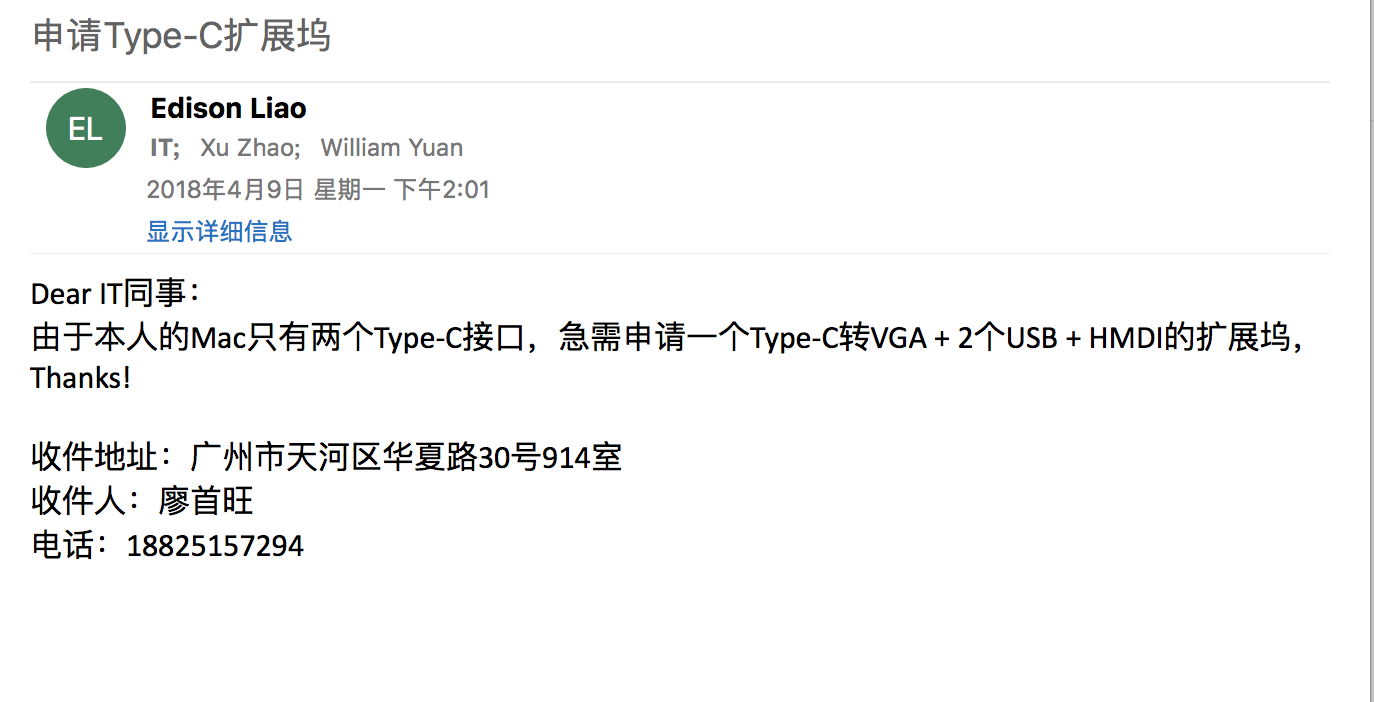 申请Type-C扩展坞
EL
Edison Liao
IT; Xu Zhao; William Yuan
2018年4月9日 星期一 下午2:01
显示详细信息
Dear IT同事：
由于本人的Mac只有两个Type-C接口，急需申请一个Type-C转VGA + 2个USB + HMDI的扩展坞，
Thanks!
收件地址：广州市天河区华夏路30号914室
收件人：廖首旺
电话：18825157294